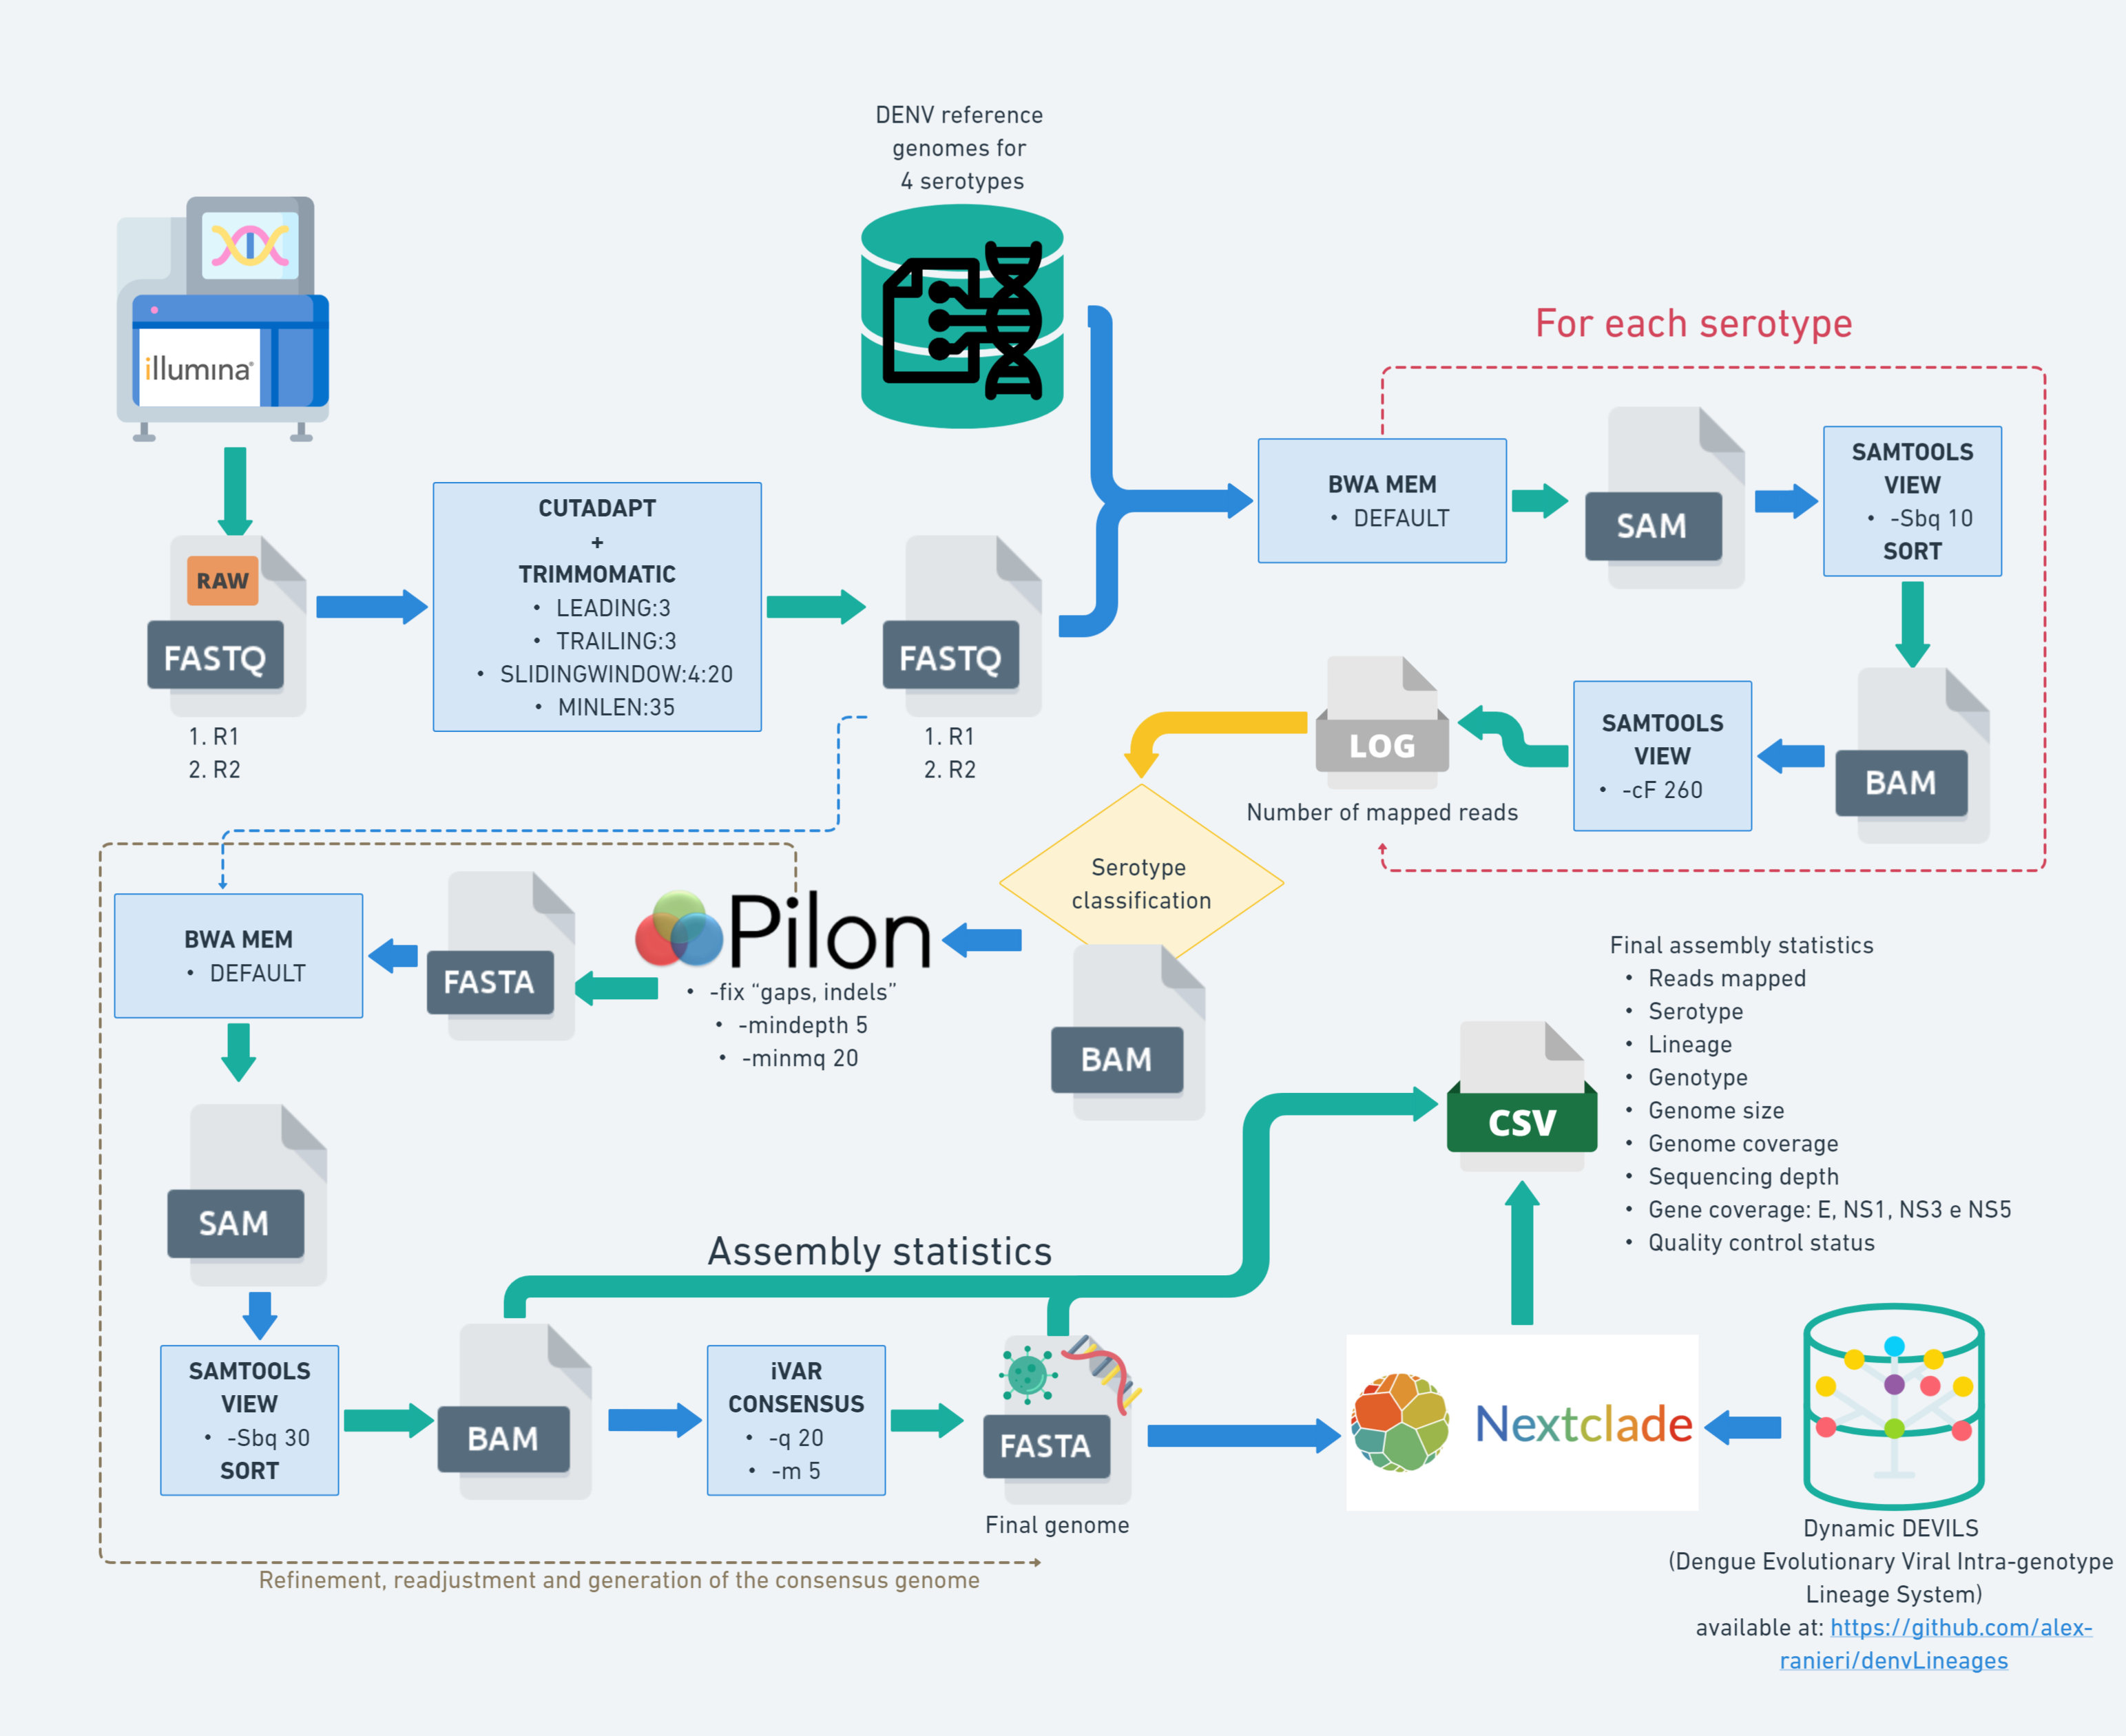 DENV reference
genomes for
4 serotypes
illumina®
For each serotype
RAW
FASTQ
1. R1
2. R2
CUTADAPT
+
TRIMMOMATIC
• LEADING:3
• TRAILING:3
• SLIDINGWINDOW:4:20
• MINLEN:35
FASTQ
1. R1
2. R2
BWA MEM
• DEFAULT
SAM
SAMTOOLS
VIEW
• -Sbq 10
SORT
BAM
SAMTOOLS
VIEW
• -cF 260
LOG
Number of mapped reads
Serotype
classification
BAM
Pilon
• -fix “gaps, indels”
• -mindepth 5
• -minmq 20
FASTA
BWA MEM
• DEFAULT
SAM
SAMTOOLS
VIEW
• -Sbq 30
SORT
BAM
iVAR
CONSENSUS
• -q 20
• -m 5
FASTA
Final genome
Assembly statistics
Refinement, readjustment and generation of the consensus genome
CSV
Final assembly statistics
• Reads mapped
• Serotype
• Lineage
• Genotype
• Genome size
• Genome coverage
• Sequencing depth
• Gene coverage: E, NS1, NS3 e NS5
• Quality control status
Nextclade
Dynamic DEVILS
(Dengue Evolutionary Viral Intra-genotype
Lineage System)
available at: https://github.com/alex-
ranieri/denvLineages